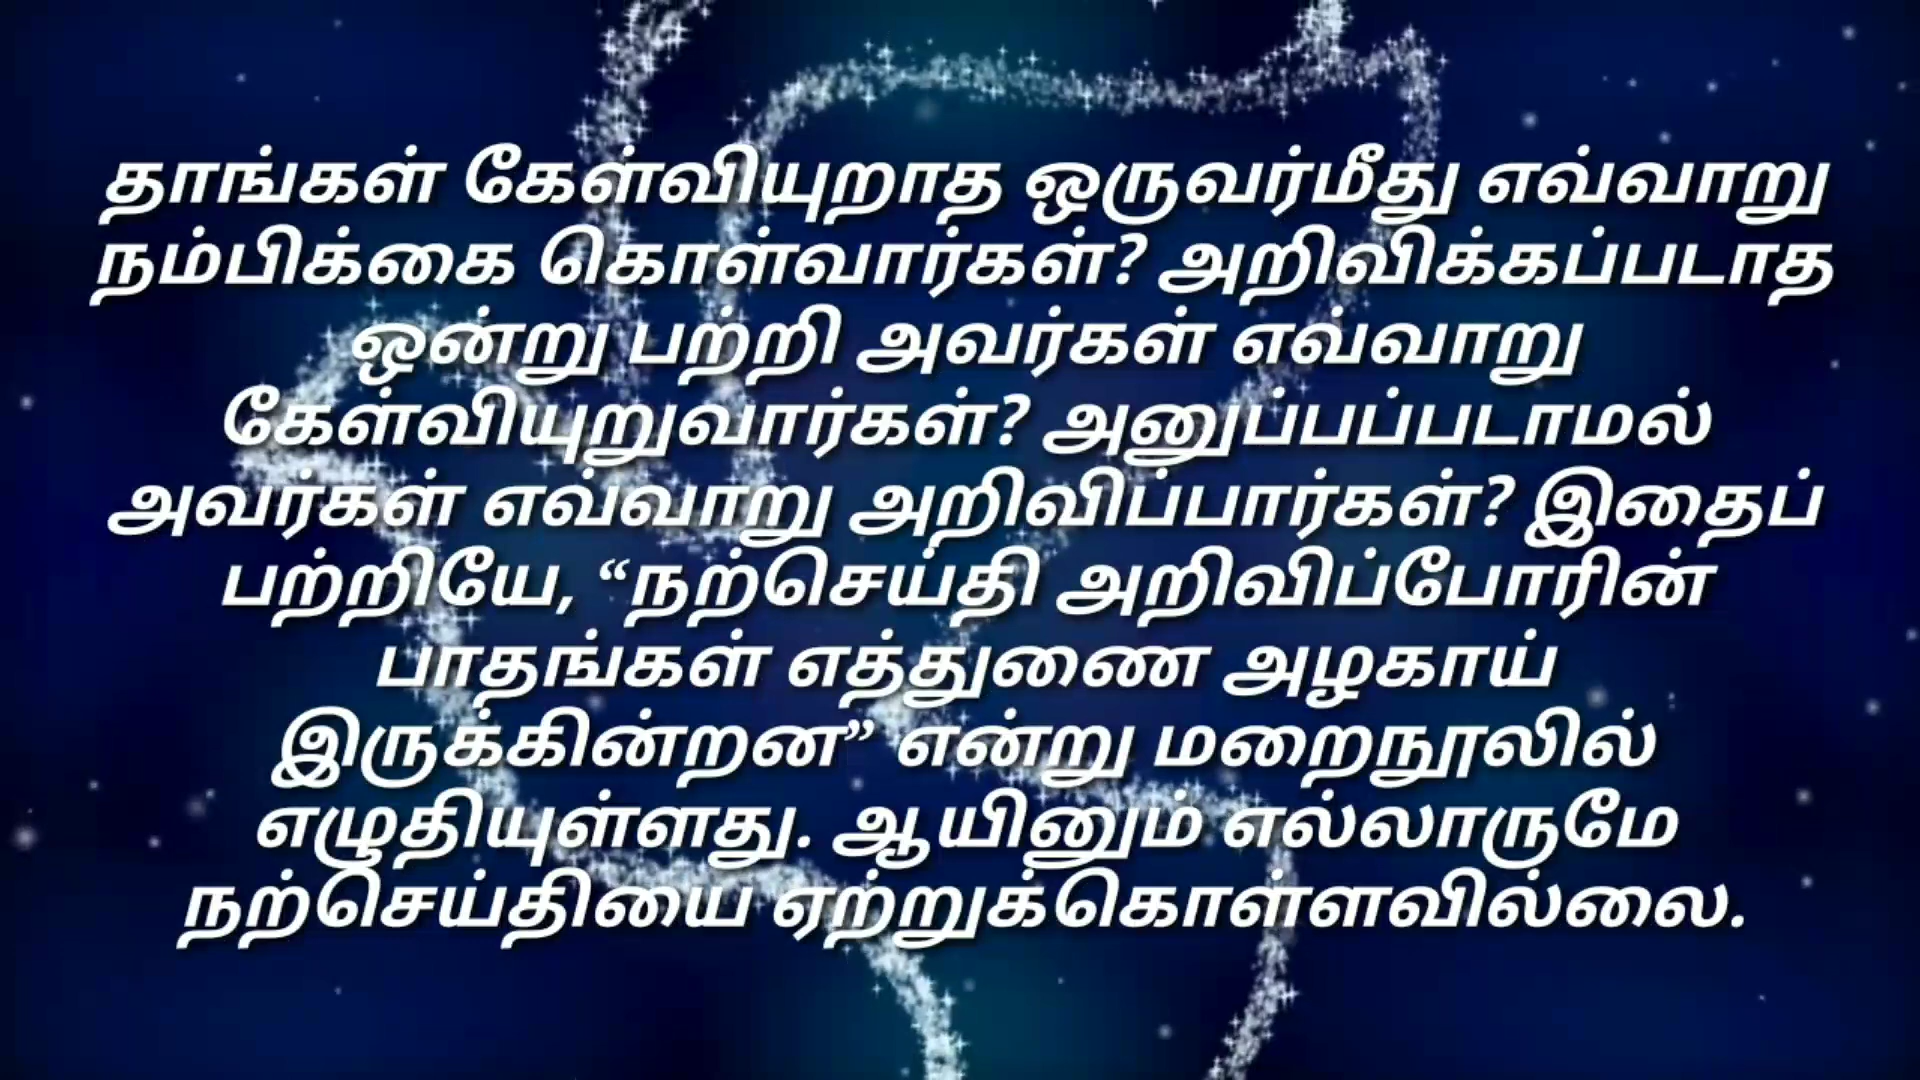 தாங்கள் கேள்வியுறாத ஒருவர்மீது எவ்வாறு
நம்பிக்கை கொள்வார்கள்? அறிவிக்கப்படாத
ஒன்று பற்றி அவர்கள் எவ்வாறு
கேள்வியுறுவார்கள்? அனுப்பப்படாமல்
அவர்கள் எவ்வாறு அறிவிப்பார்கள்? இதைப்
பற்றியே, “நற்செய்தி அறிவிப்போரின்
பாதங்கள் எத்துணை அழகாய்
இருக்கின்றன” என்று மறைநூலில்
எழுதியுள்ளது. ஆயினும் எல்லாருமே
நற்செய்தியை ஏற்றுக்கொள்ளவில்லை.